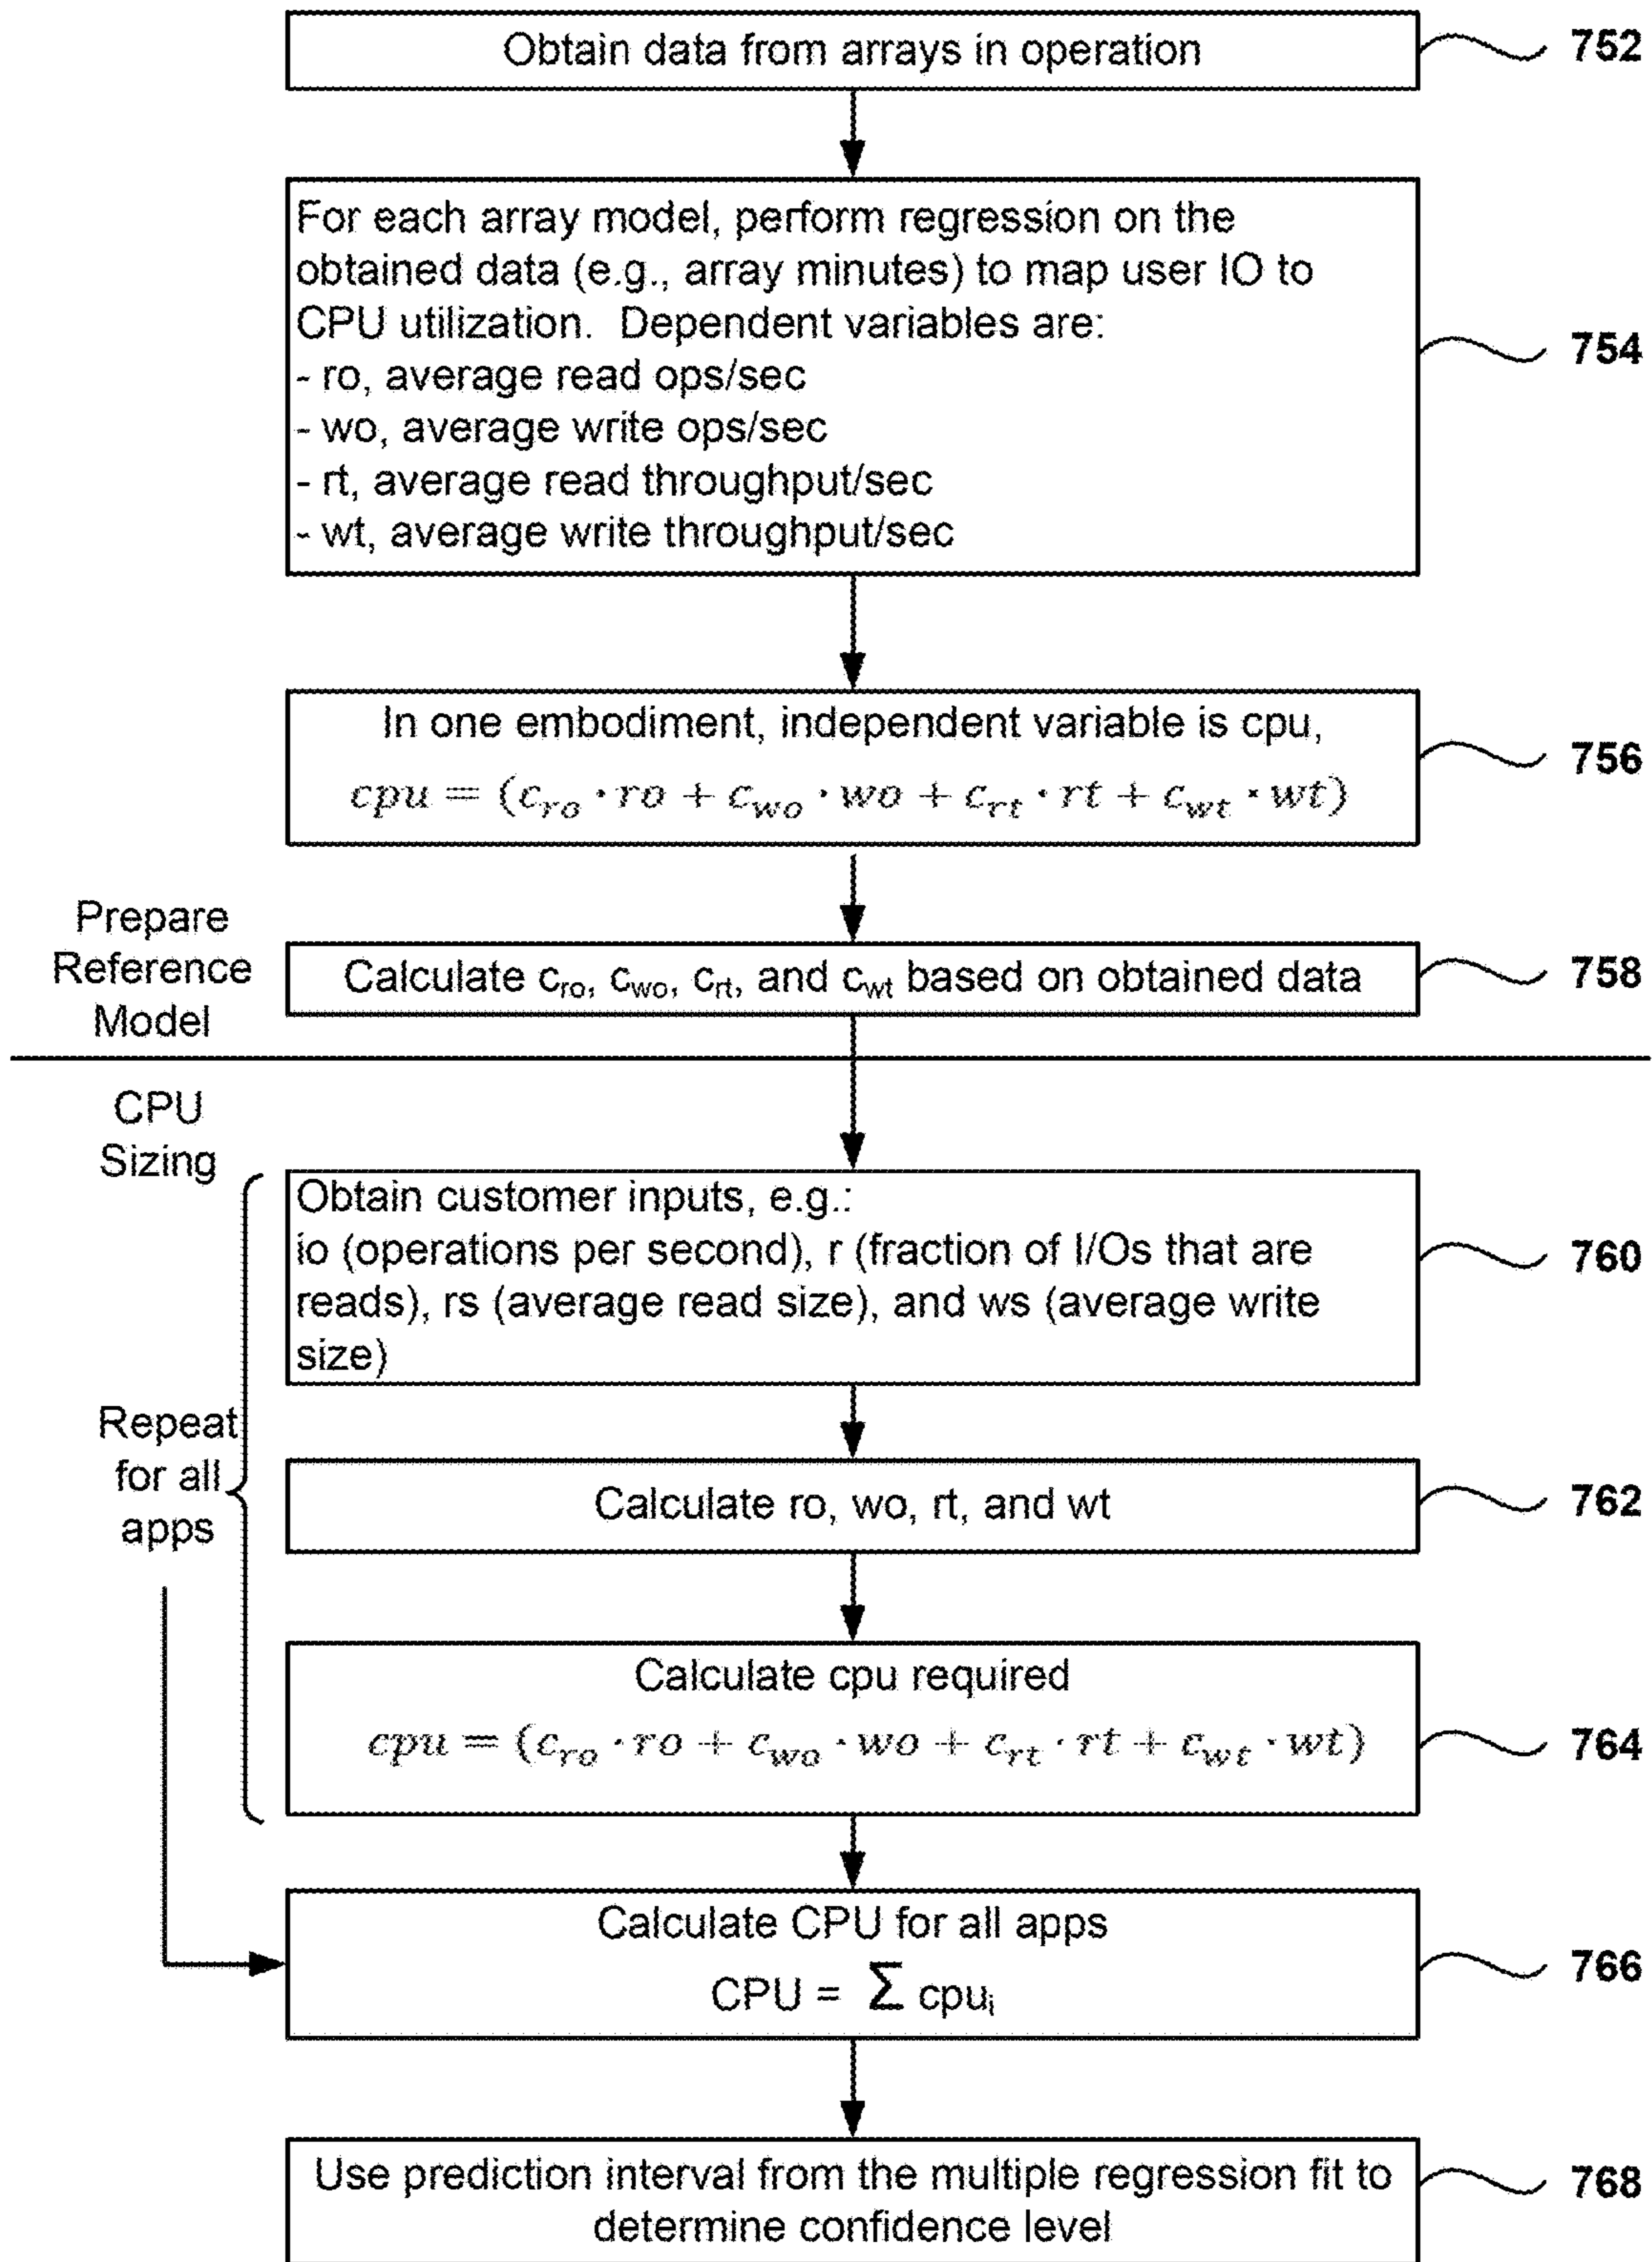 Obtain data from arrays in operation
752
For each array model, perform regression on the
obtained data (e.g., array minutes) to map user IO to
CPU utilization.  Dependent variables are:
- ro, average read ops/sec
- wo, average write ops/sec
- rt, average read throughput/sec
- wt, average write throughput/sec
754
In one embodiment, independent variable is cpu,
cpu = (c_ro · ro + c_wo · wo + c_rt · rt + c_wt · wt)
756
Prepare
Reference
Model
Calculate c_ro, c_wo, c_rt, and c_wt based on obtained data
758
CPU
Sizing
Obtain customer inputs, e.g.:
io (operations per second), r (fraction of I/Os that are
reads), rs (average read size), and ws (average write
size)
760
Repeat
for all
apps
Calculate ro, wo, rt, and wt
762
Calculate cpu required
cpu = (c_ro · ro + c_wo · wo + c_rt · rt + c_wt · wt)
764
Calculate CPU for all apps
CPU = Σ cpu_i
766
Use prediction interval from the multiple regression fit to
determine confidence level
768